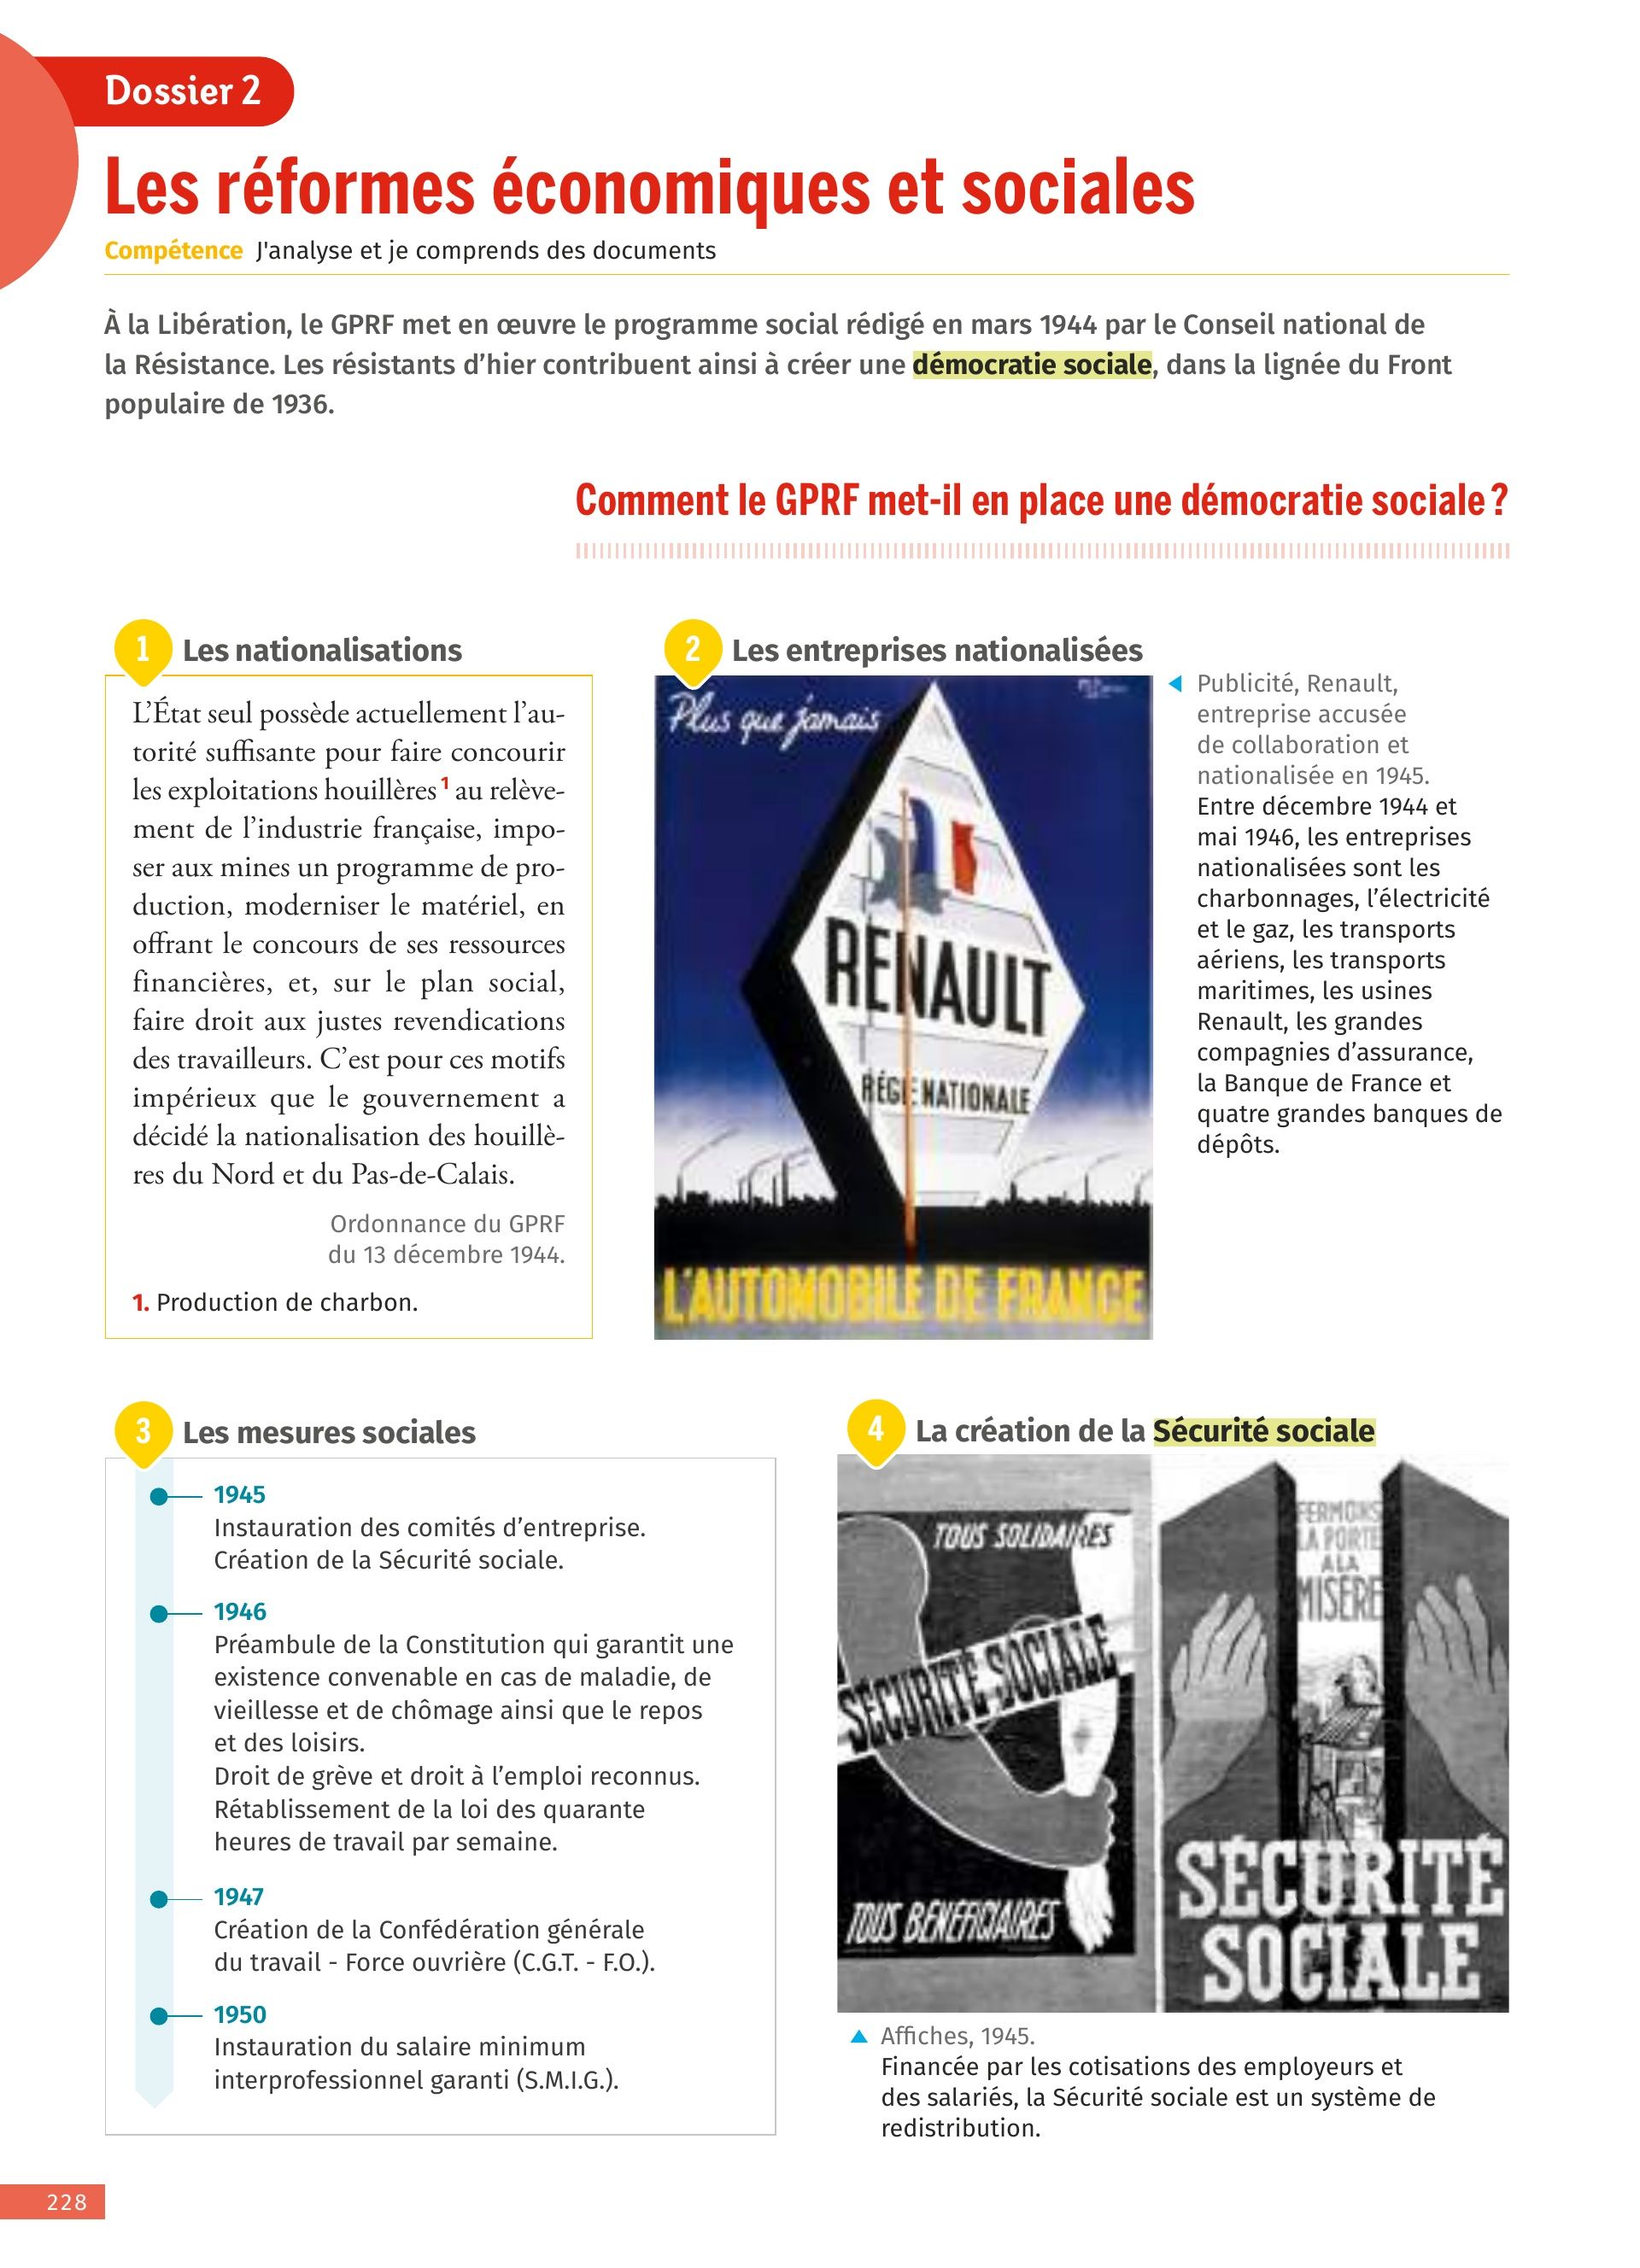 Dossier 2
Les réformes économiques et sociales
Compétence J'analyse et je comprends des documents
À la Libération, le GPRF met en œuvre le programme social rédigé en mars 1944 par le Conseil national de
la Résistance. Les résistants d’hier contribuent ainsi à créer une démocratie sociale, dans la lignée du Front
populaire de 1936.
Comment le GPRF met-il en place une démocratie sociale ?
1 Les nationalisations
L’État seul possède actuellement l’au-
torité suffisante pour faire concourir
les exploitations houillères 1 au relève-
ment de l’industrie française, impo-
ser aux mines un programme de pro-
duction, moderniser le matériel, en
offrant le concours de ses ressources
financières, et, sur le plan social,
faire droit aux justes revendications
des travailleurs. C’est pour ces motifs
impérieux que le gouvernement a
décidé la nationalisation des houillè-
res du Nord et du Pas-de-Calais.
Ordonnance du GPRF
du 13 décembre 1944.
1. Production de charbon.
2 Les entreprises nationalisées
Plus que jamais
RENAULT
RÉGIE NATIONALE
L'AUTOMOBILE DE FRANCE
Publicité, Renault,
entreprise accusée
de collaboration et
nationalisée en 1945.
Entre décembre 1944 et
mai 1946, les entreprises
nationalisées sont les
charbonnages, l’électricité
et le gaz, les transports
aériens, les transports
maritimes, les usines
Renault, les grandes
compagnies d’assurance,
la Banque de France et
quatre grandes banques de
dépôts.
3 Les mesures sociales
1945
Instauration des comités d’entreprise.
Création de la Sécurité sociale.
1946
Préambule de la Constitution qui garantit une
existence convenable en cas de maladie, de
vieillesse et de chômage ainsi que le repos
et des loisirs.
Droit de grève et droit à l’emploi reconnus.
Rétablissement de la loi des quarante
heures de travail par semaine.
1947
Création de la Confédération générale
du travail - Force ouvrière (C.G.T. - F.O.).
1950
Instauration du salaire minimum
interprofessionnel garanti (S.M.I.G.).
4 La création de la Sécurité sociale
TOUS SOLIDAIRES
SÉCURITÉ SOCIALE
TOUS BÉNÉFICIAIRES
FERMONS
LA PORTE
A LA
MISÈRE
SÉCURITÉ
SOCIALE
Affiches, 1945.
Financée par les cotisations des employeurs et
des salariés, la Sécurité sociale est un système de
redistribution.
228